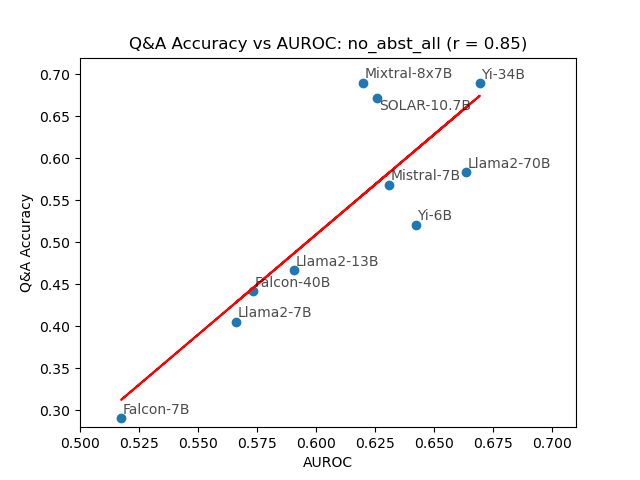 Q&A Accuracy vs AUROC: no_abst_all (r = 0.85)
Q&A Accuracy
0.70
0.65
0.60
0.55
0.50
0.45
0.40
0.35
0.30
Mixtral-8x7B
Yi-34B
SOLAR-10.7B
Llama2-70B
Mistral-7B
Yi-6B
Llama2-13B
Falcon-40B
Llama2-7B
Falcon-7B
0.500 0.525 0.550 0.575 0.600 0.625 0.650 0.675 0.700
AUROC